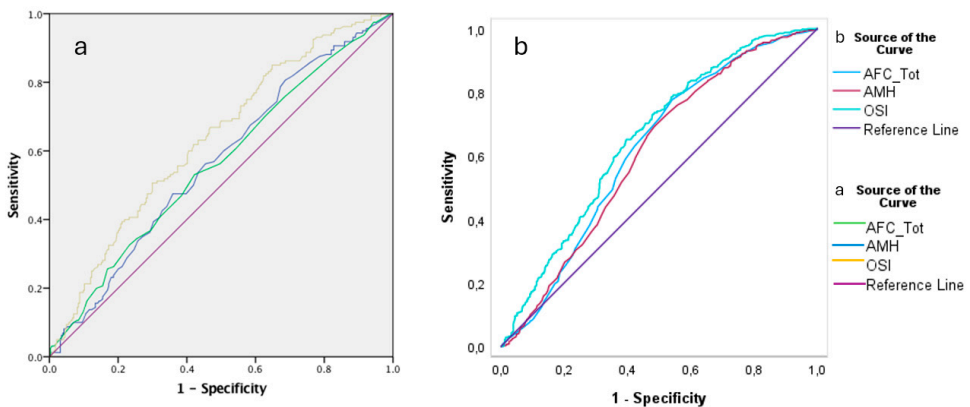 a
1.0
0.8
0.6
0.4
0.2
0.0
Sensitivity
0.0 0.2 0.4 0.6 0.8 1.0
1 – Specificity
b
1,0
0,8
0,6
0,4
0,2
0,0
Sensitivity
0,0 0,2 0,4 0,6 0,8 1,0
1 - Specificity
b Source of the
Curve
AFC_Tot
AMH
OSI
Reference Line
a
Source of the
Curve
AFC_Tot
AMH
OSI
Reference Line